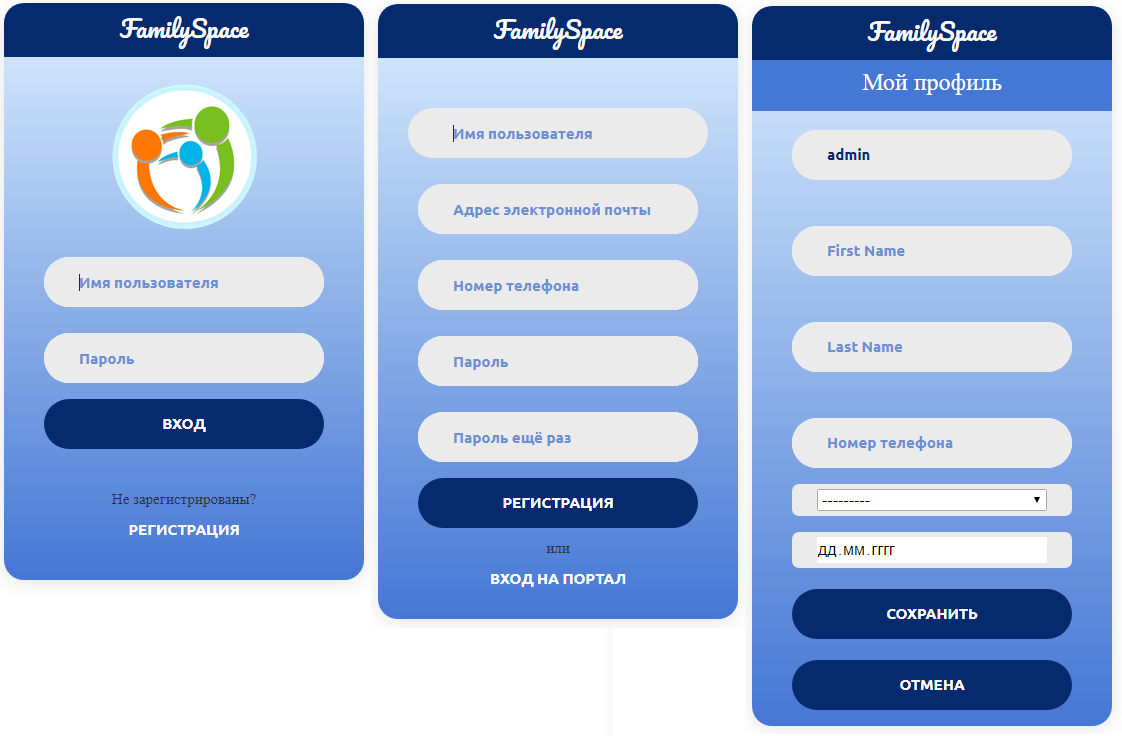 FamilySpace
Имя пользователя
Пароль
ВХОД
Не зарегистрированы?
РЕГИСТРАЦИЯ
FamilySpace
Имя пользователя
Адрес электронной почты
Номер телефона
Пароль
Пароль ещё раз
РЕГИСТРАЦИЯ
или
ВХОД НА ПОРТАЛ
FamilySpace
Мой профиль
admin
First Name
Last Name
Номер телефона
---------
ДД.ММ.ГГГГ
СОХРАНИТЬ
ОТМЕНА